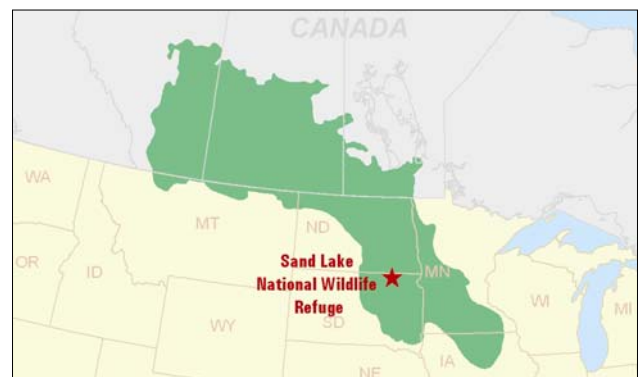 CANADA
WA
MT
ND
OR
ID
MN
Sand Lake
National Wildlife
Refuge
WI
MI
WY
SD
NE
IA